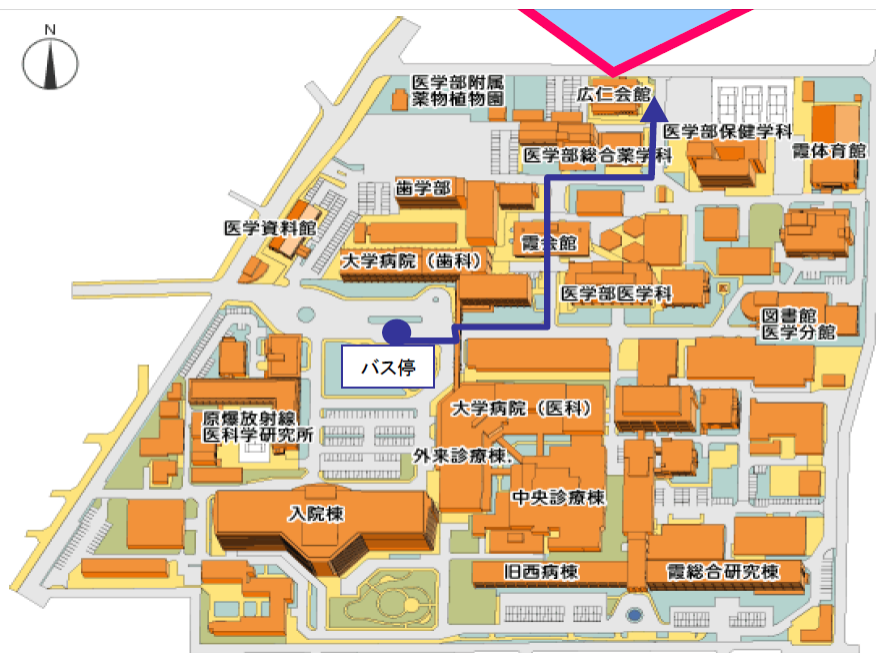 N
医学部附属
薬物植物園
広仁会館
医学部保健学科
医学部総合薬学科
霞体育館
歯学部
医学資料館
霞会館
大学病院（歯科）
医学部医学科
図書館
医学分館
バス停
大学病院（医科）
原爆放射線
医科学研究所
外来診療棟.
中央診療棟
入院棟
旧西病棟
霞総合研究棟